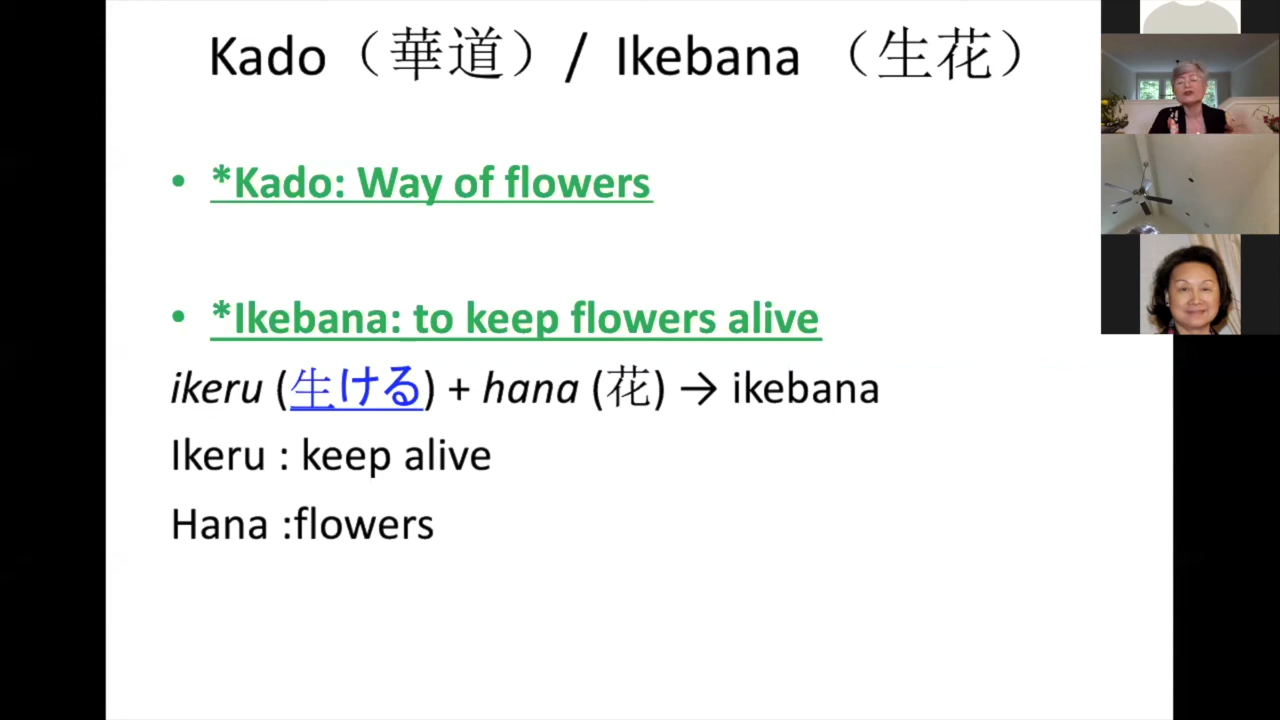 Kado（華道）/ Ikebana （生花）
• *Kado: Way of flowers
• *Ikebana: to keep flowers alive
ikeru (生ける) + hana (花) → ikebana
Ikeru : keep alive
Hana :flowers